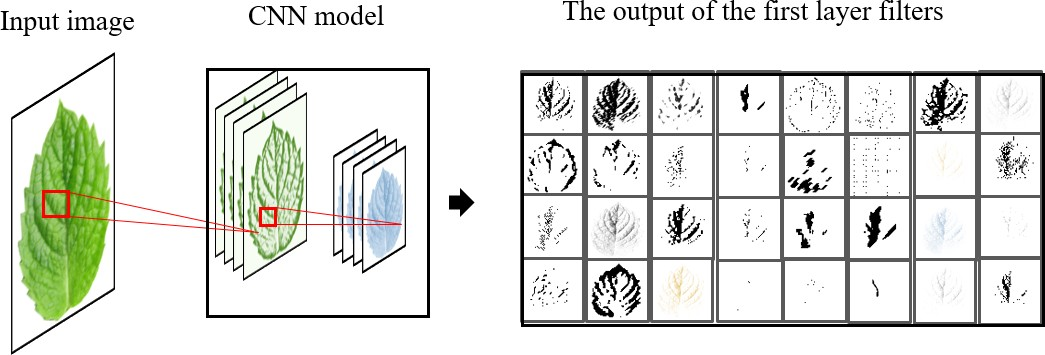 Input image
CNN model
The output of the first layer filters